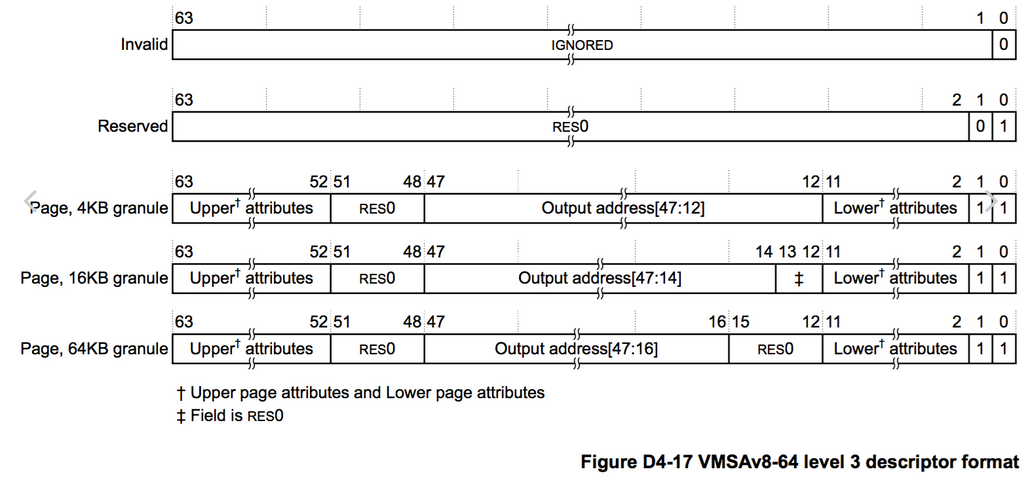 63 1 0
Invalid IGNORED 0
63 2 1 0
Reserved RES0 0 1
63 52 51 48 47 12 11 2 1 0
Page, 4KB granule Upper† attributes RES0 Output address[47:12] Lower† attributes 1 1
63 52 51 48 47 14 13 12 11 2 1 0
Page, 16KB granule Upper† attributes RES0 Output address[47:14] ‡ Lower† attributes 1 1
63 52 51 48 47 16 15 12 11 2 1 0
Page, 64KB granule Upper† attributes RES0 Output address[47:16] RES0 Lower† attributes 1 1
† Upper page attributes and Lower page attributes
‡ Field is RES0
Figure D4-17 VMSAv8-64 level 3 descriptor format